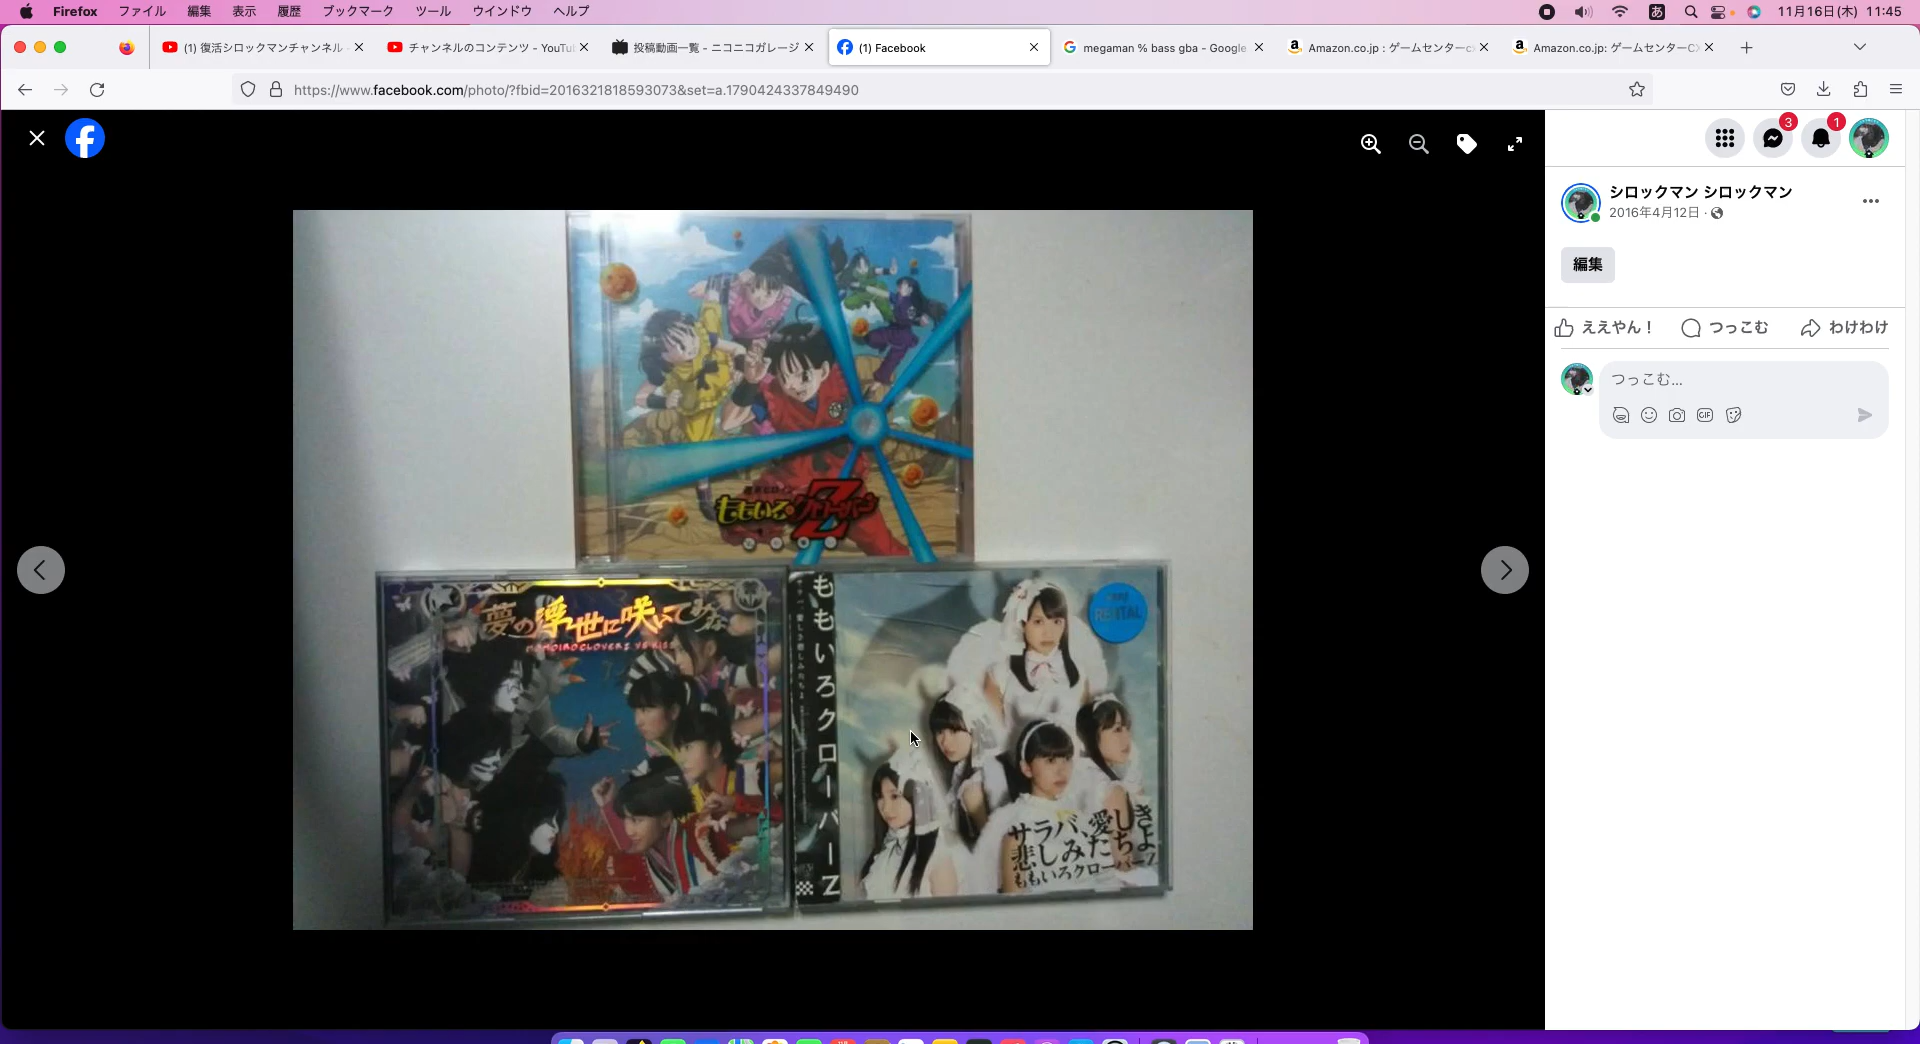 Firefox ファイル 編集 表示 履歴 ブックマーク ツール ウインドウ ヘルプ あ 11月16日(木) 11:45
(1) 復活シロックマンチャンネル
チャンネルのコンテンツ - YouTu
投稿動画一覧 - ニコニコガレージ
(1) Facebook
megaman % bass gba - Google
Amazon.co.jp : ゲームセンターc
Amazon.co.jp: ゲームセンターC
https://www.facebook.com/photo/?fbid=2016321818593073&set=a.1790424337849490
3
1
シロックマン シロックマン
2016年4月12日
編集
ええやん！ つっこむ わけわけ
つっこむ...
GIF
ももいろクローバー
Z
夢の浮世に咲いてみな
MOMOIRO CLOVER Z VS KISS
ももいろクローバーZ
RENTAL
サラバ、愛しき
悲しみたちよ
ももいろクローバーZ